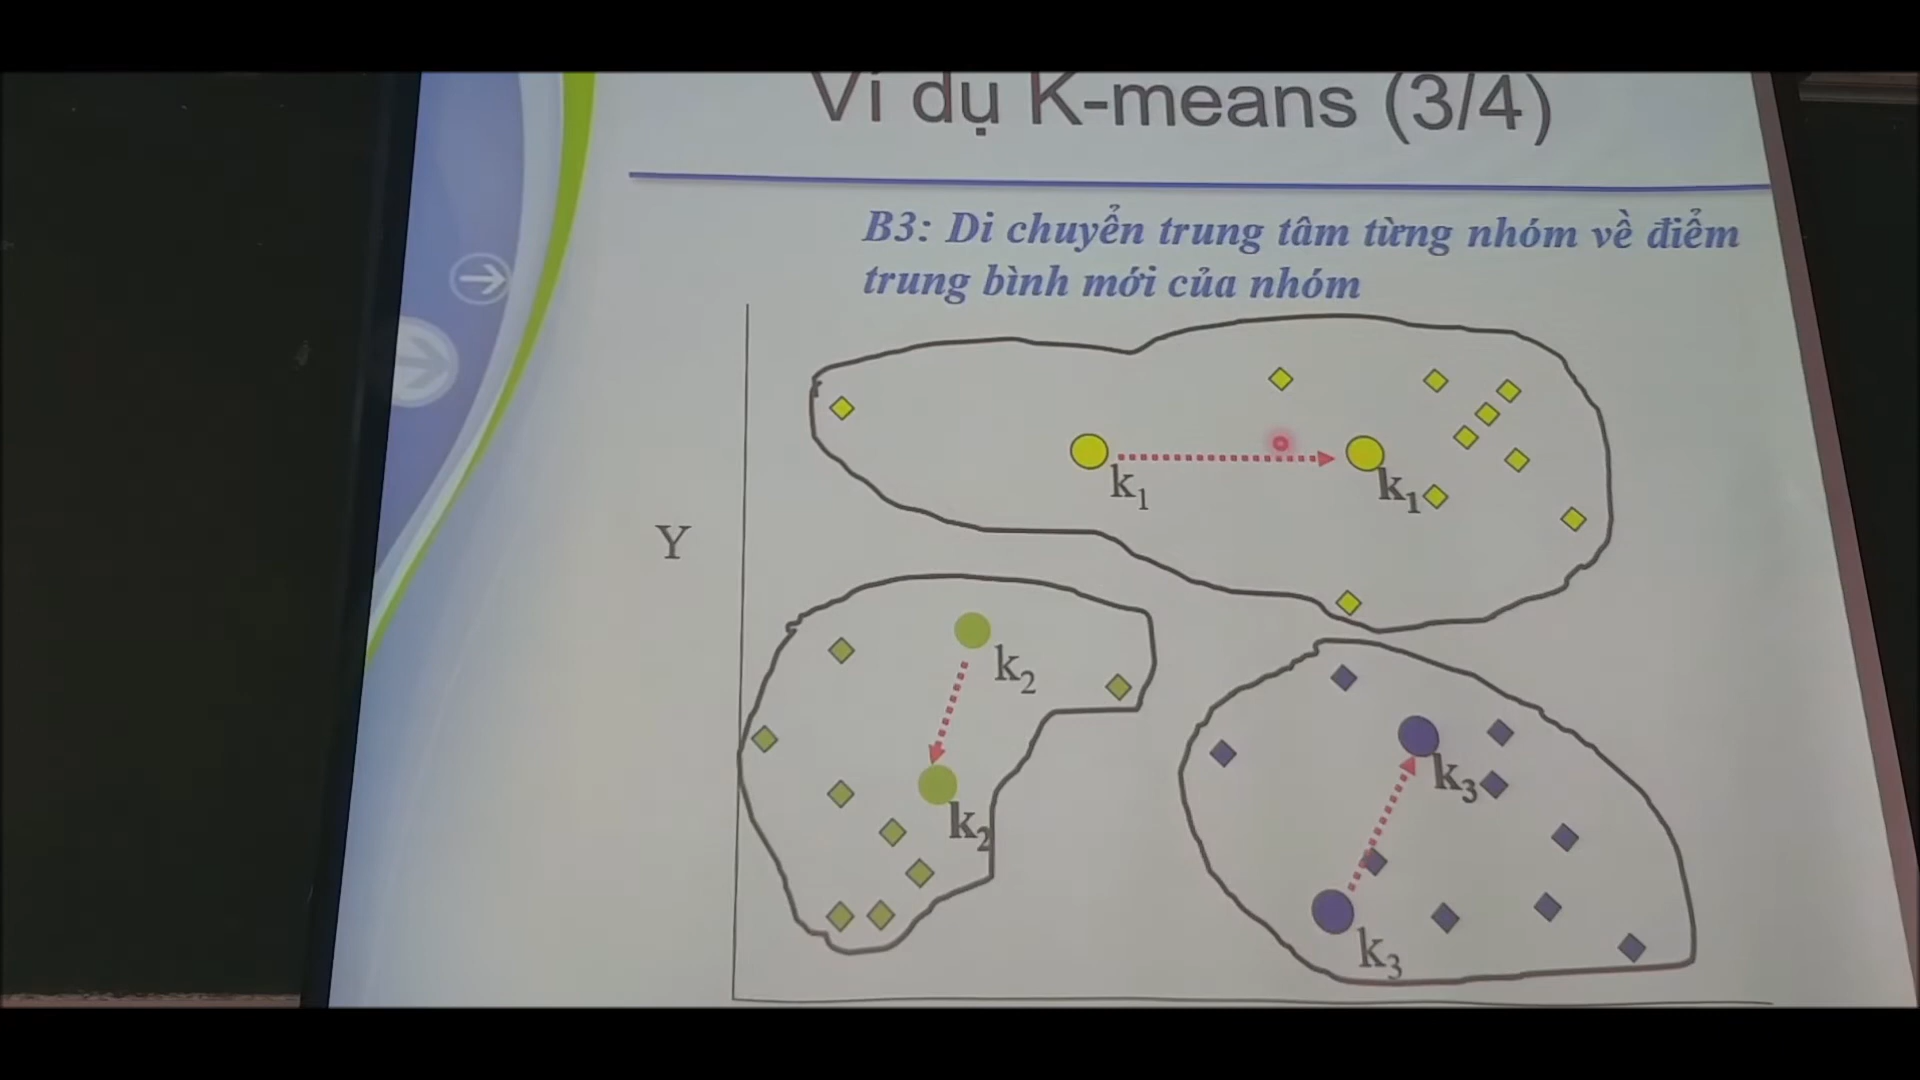 Ví dụ K-means (3/4)
B3: Di chuyển trung tâm từng nhóm về điểm
trung bình mới của nhóm
k1
k1
Y
k2
k2
k3
k3